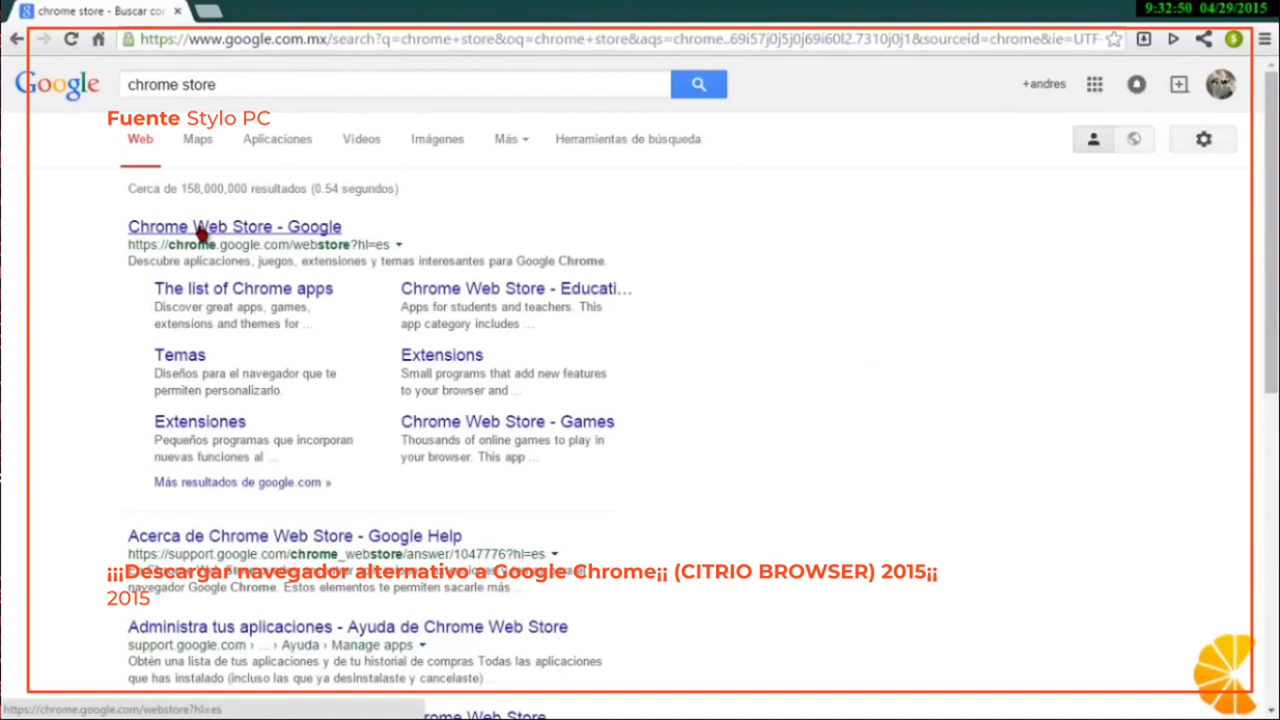 chrome store - Buscar cor
9:32:50 04/29/2015
https://www.google.com.mx/search?q=chrome+store&oq=chrome+store&aqs=chrome..69i57j0j5j0j69i60l2.7310j0j1&sourceid=chrome&ie=UTF-
Google
chrome store
+andres
Fuente Stylo PC
Web Maps Aplicaciones Vídeos Imágenes Más Herramientas de búsqueda
Cerca de 158,000,000 resultados (0.54 segundos)
Chrome Web Store - Google
https://chrome.google.com/webstore?hl=es
Descubre aplicaciones, juegos, extensiones y temas interesantes para Google Chrome.
The list of Chrome apps
Discover great apps, games,
extensions and themes for ...
Chrome Web Store - Educati...
Apps for students and teachers. This
app category includes ...
Temas
Diseños para el navegador que te
permiten personalizarlo.
Extensions
Small programs that add new features
to your browser and ...
Extensiones
Pequeños programas que incorporan
nuevas funciones al ...
Chrome Web Store - Games
Thousands of online games to play in
your browser. This app ...
Más resultados de google.com »
Acerca de Chrome Web Store - Google Help
https://support.google.com/chrome_webstore/answer/1047776?hl=es
¡¡¡Descargar navegador alternativo a Google Chrome¡¡ (CITRIO BROWSER) 2015¡¡
navegador Google Chrome. Estos elementos te permiten sacarle más ...
2015
Administra tus aplicaciones - Ayuda de Chrome Web Store
support.google.com › ... › Ayuda › Manage apps
Obtén una lista de tus aplicaciones y de tu historial de compras Todas las aplicaciones
que has instalado (incluso las que ya desinstalaste y cancelaste) ...
https://chrome.google.com/webstore?hl=es
rome Web Store